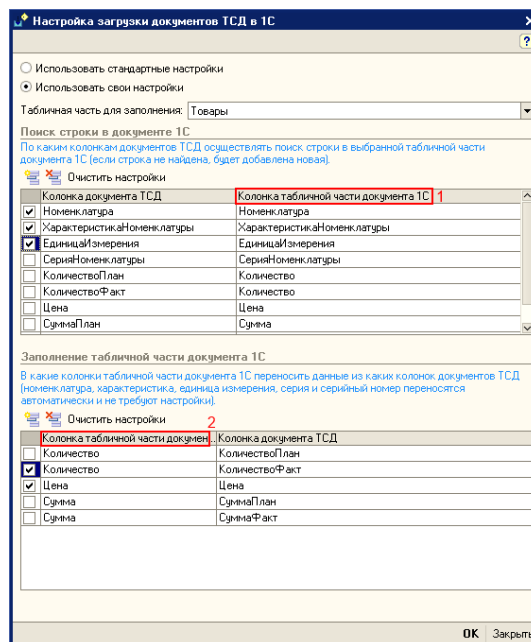 Настройка загрузки документов ТСД в 1С
?
Использовать стандартные настройки
Использовать свои настройки
Табличная часть для заполнения: Товары
Поиск строки в документе 1С
По каким колонкам документов ТСД осуществлять поиск строки в выбранной табличной части
документа 1С (если строка не найдена, будет добавлена новая).
Очистить настройки
Колонка документа ТСД Колонка табличной части документа 1С 1
Номенклатура Номенклатура
ХарактеристикаНоменклатуры ХарактеристикаНоменклатуры
ЕдиницаИзмерения ЕдиницаИзмерения
СерияНоменклатуры СерияНоменклатуры
КоличествоПлан Количество
КоличествоФакт Количество
Цена Цена
СуммаПлан Сумма
Заполнение табличной части документа 1С
В какие колонки табличной части документа 1С переносить данные из каких колонок документов ТСД
(номенклатура, характеристика, единица измерения, серия и серийный номер переносятся
автоматически и не требуют настройки).
Очистить настройки 2
Колонка табличной части докумен... Колонка документа ТСД
Количество КоличествоПлан
Количество КоличествоФакт
Цена Цена
Сумма СуммаПлан
Сумма СуммаФакт
OK Закрыть